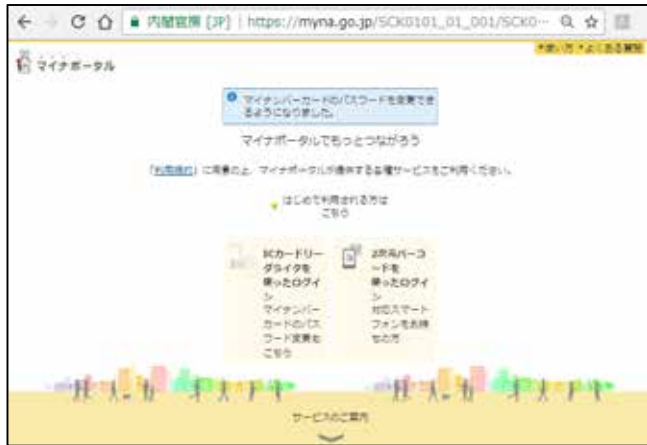 内閣官房 [JP] | https://myna.go.jp/SCK0101_01_001/SCK0…
使い方 よくある質問
マイナポータル
マイナンバーカードのパスワードを変更でき
るようになりました。
マイナポータルでもっとつながろう
「利用規約」に同意の上、マイナポータルが提供する各種サービスをご利用ください。
はじめて利用される方は
こちら
ICカードリー
ダライタを
使ったログイ
ン
マイナンバー
カードのパス
ワード変更も
こちら
2次元バーコ
ードを
使ったログイ
ン
対応スマート
フォンをお持
ちの方
サービスのご案内